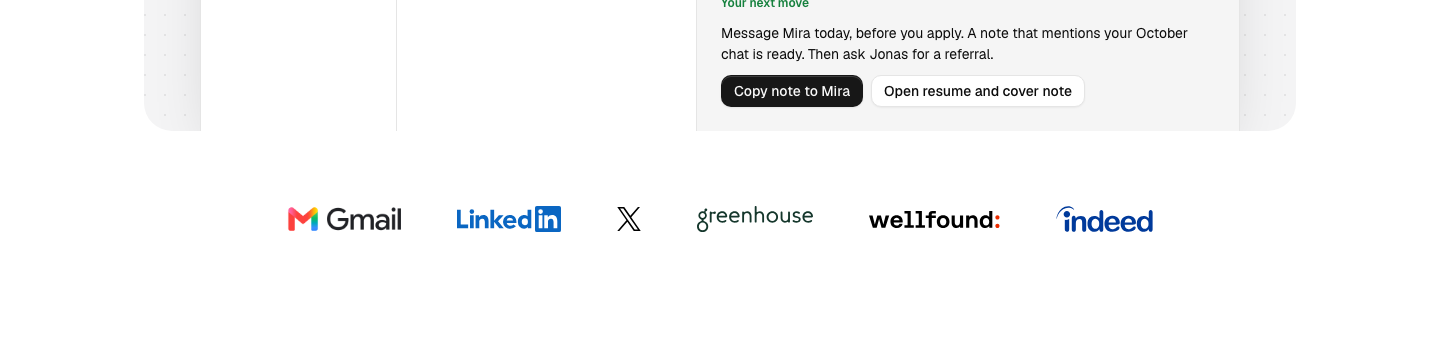 Your next move
Message Mira today, before you apply. A note that mentions your October
chat is ready. Then ask Jonas for a referral.
Copy note to Mira
Open resume and cover note
Gmail
LinkedIn
X
greenhouse
wellfound:
indeed